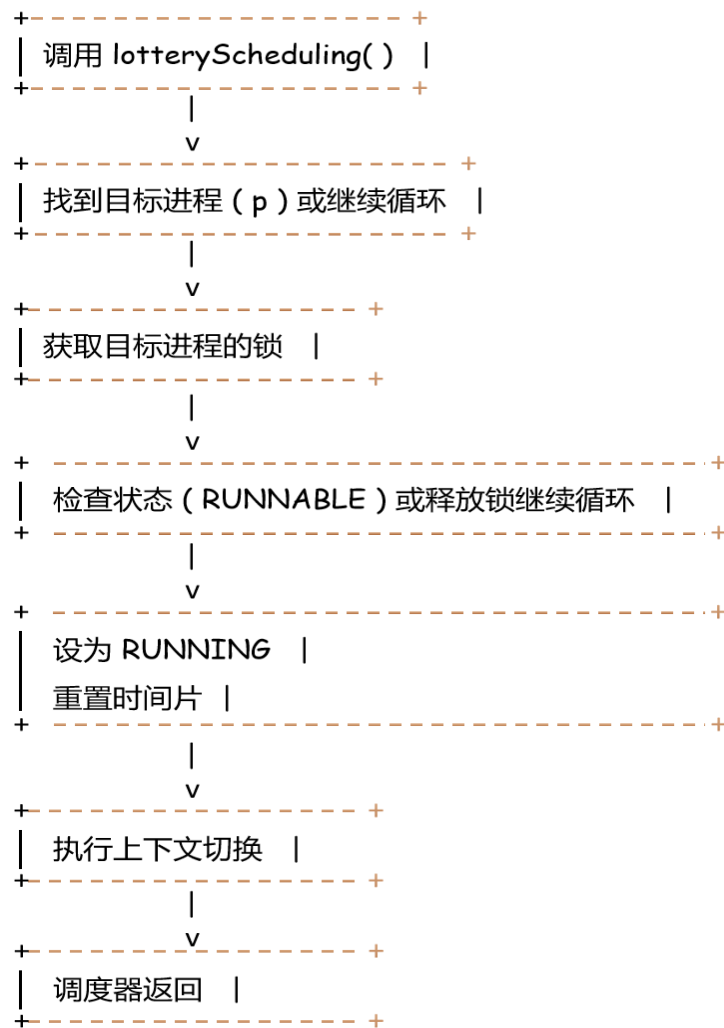 +------------------+
| 调用 lotteryScheduling( ) |
+------------------+
|
v
+--------------------+
| 找到目标进程 ( p ) 或继续循环 |
+--------------------+
|
v
+----------------+
| 获取目标进程的锁 |
+----------------+
|
v
+--------------------------------+
| 检查状态 ( RUNNABLE ) 或释放锁继续循环 |
+--------------------------------+
|
v
+--------------------------------+
| 设为 RUNNING |
重置时间片 |
+--------------------------------+
|
v
+----------------+
| 执行上下文切换 |
+----------------+
|
v
+----------------+
| 调度器返回 |
+----------------+